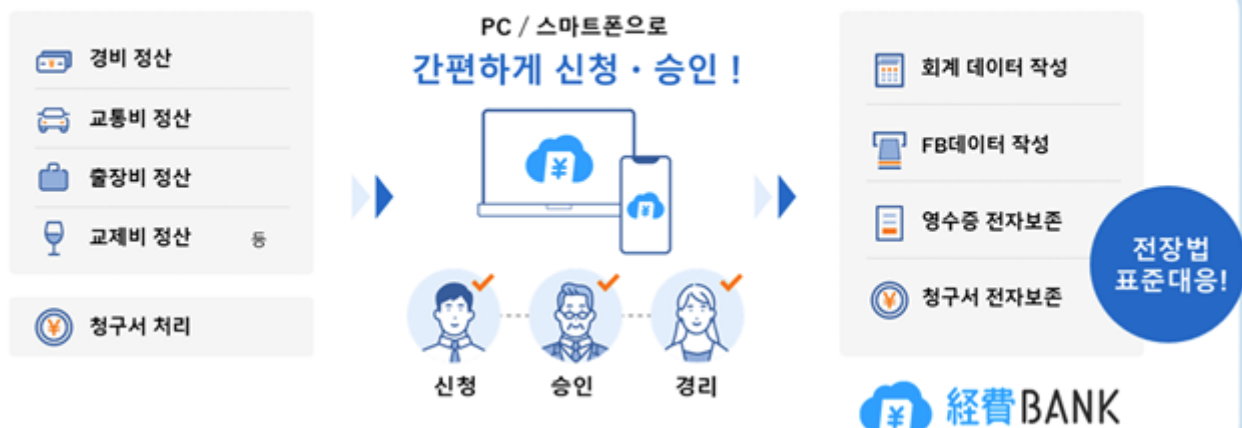 경비 정산
교통비 정산
출장비 정산
교제비 정산 등
청구서 처리
PC / 스마트폰으로
간편하게 신청・승인 !
¥
¥
신청
승인
경리
회계 데이터 작성
FB데이터 작성
영수증 전자보존
청구서 전자보존
전장법
표준대응!
¥ 経費BANK